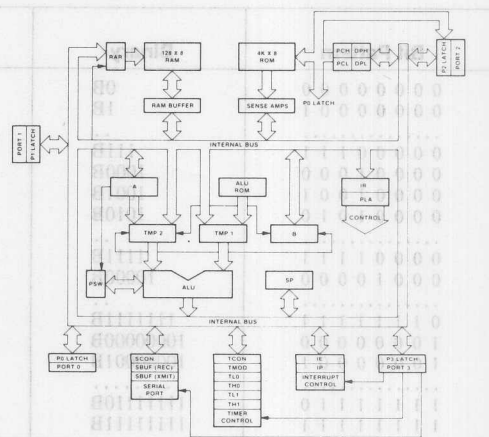 RAR
128 X 8
RAM
4K X 8
ROM
PCH
DPH
PCL
DPL
P2 LATCH
PORT 2
P0 LATCH
RAM BUFFER
SENSE AMPS
PORT 1
P1 LATCH
INTERNAL BUS
A
ALU
ROM
IR
PLA
CONTROL
TMP 2
TMP 1
B
PSW
ALU
SP
INTERNAL BUS
P0 LATCH
PORT 0
SCON
SBUF (REC)
SBUF (XMIT)
SERIAL
PORT
TCON
TMOD
TL0
TH0
TL1
TH1
TIMER
CONTROL
IE
IP
INTERRUPT
CONTROL
P3 LATCH
PORT 3